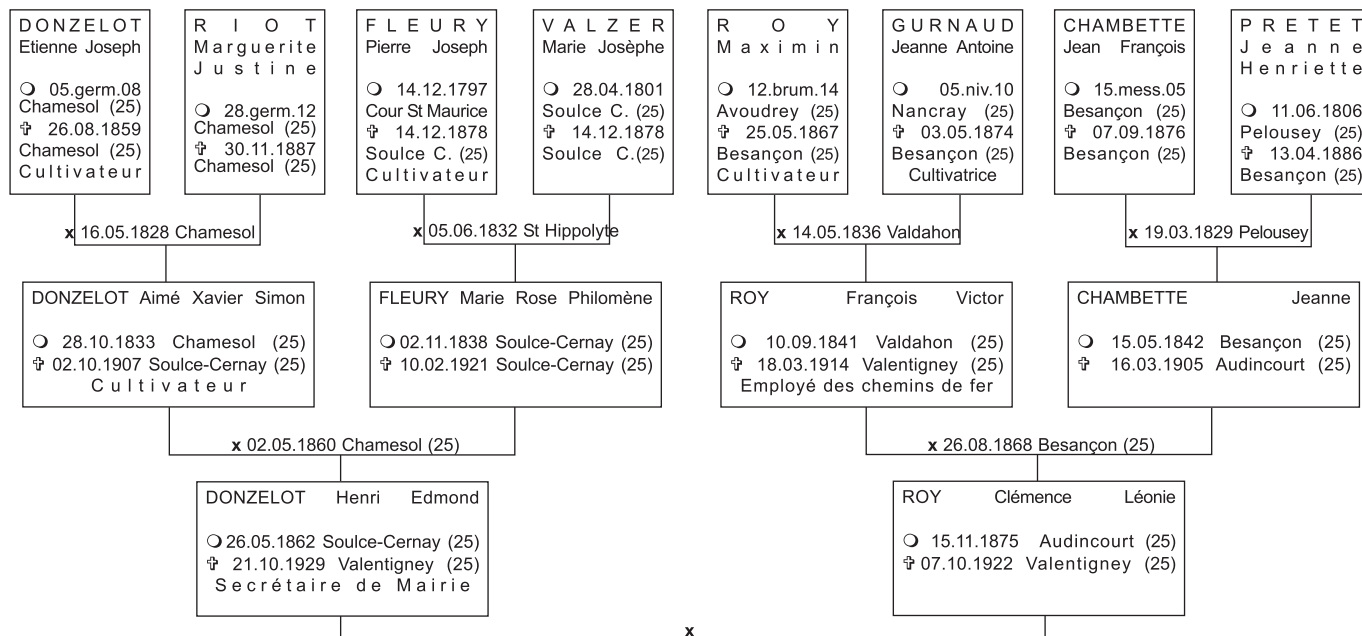 DONZELOT
Etienne Joseph
❍ 05.germ.08
Chamesol (25)
✞ 26.08.1859
Chamesol (25)
Cultivateur
RIOT
Marguerite
Justine
❍ 28.germ.12
Chamesol (25)
✞ 30.11.1887
Chamesol (25)
FLEURY
Pierre Joseph
❍ 14.12.1797
Cour St Maurice
✞ 14.12.1878
Soulce C. (25)
Cultivateur
VALZER
Marie Josèphe
❍ 28.04.1801
Soulce C. (25)
✞ 14.12.1878
Soulce C.(25)
ROY
Maximin
❍ 12.brum.14
Avoudrey (25)
✞ 25.05.1867
Besançon (25)
Cultivateur
GURNAUD
Jeanne Antoine
❍ 05.niv.10
Nancray (25)
✞ 03.05.1874
Besançon (25)
Cultivatrice
CHAMBETTE
Jean François
❍ 15.mess.05
Besançon (25)
✞ 07.09.1876
Besançon (25)
PRETET
Jeanne
Henriette
❍ 11.06.1806
Pelousey (25)
✞ 13.04.1886
Besançon (25)
x 16.05.1828 Chamesol
x 05.06.1832 St Hippolyte
x 14.05.1836 Valdahon
x 19.03.1829 Pelousey
DONZELOT Aimé Xavier Simon
❍ 28.10.1833 Chamesol (25)
✞ 02.10.1907 Soulce-Cernay (25)
Cultivateur
FLEURY Marie Rose Philomène
❍ 02.11.1838 Soulce-Cernay (25)
✞ 10.02.1921 Soulce-Cernay (25)
ROY François Victor
❍ 10.09.1841 Valdahon (25)
✞ 18.03.1914 Valentigney (25)
Employé des chemins de fer
CHAMBETTE Jeanne
❍ 15.05.1842 Besançon (25)
✞ 16.03.1905 Audincourt (25)
x 02.05.1860 Chamesol (25)
x 26.08.1868 Besançon (25)
DONZELOT Henri Edmond
❍ 26.05.1862 Soulce-Cernay (25)
✞ 21.10.1929 Valentigney (25)
Secrétaire de Mairie
ROY Clémence Léonie
❍ 15.11.1875 Audincourt (25)
✞ 07.10.1922 Valentigney (25)
x